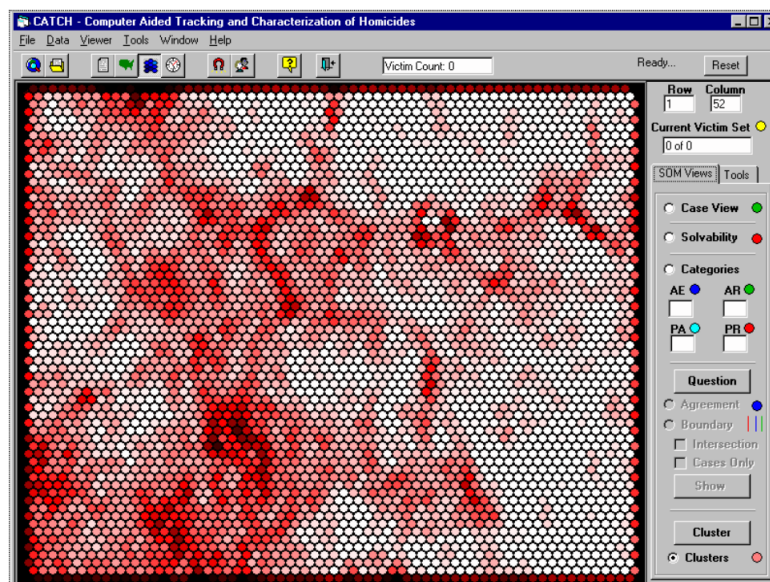 CATCH - Computer Aided Tracking and Characterization of Homicides
File Data Viewer Tools Window Help
Victim Count: 0
Ready...
Reset
Row Column
1 52
Current Victim Set
0 of 0
SOM Views Tools
Case View
Solvability
Categories
AE AR
PA PR
Question
Agreement
Boundary
Intersection
Cases Only
Show
Cluster
Clusters